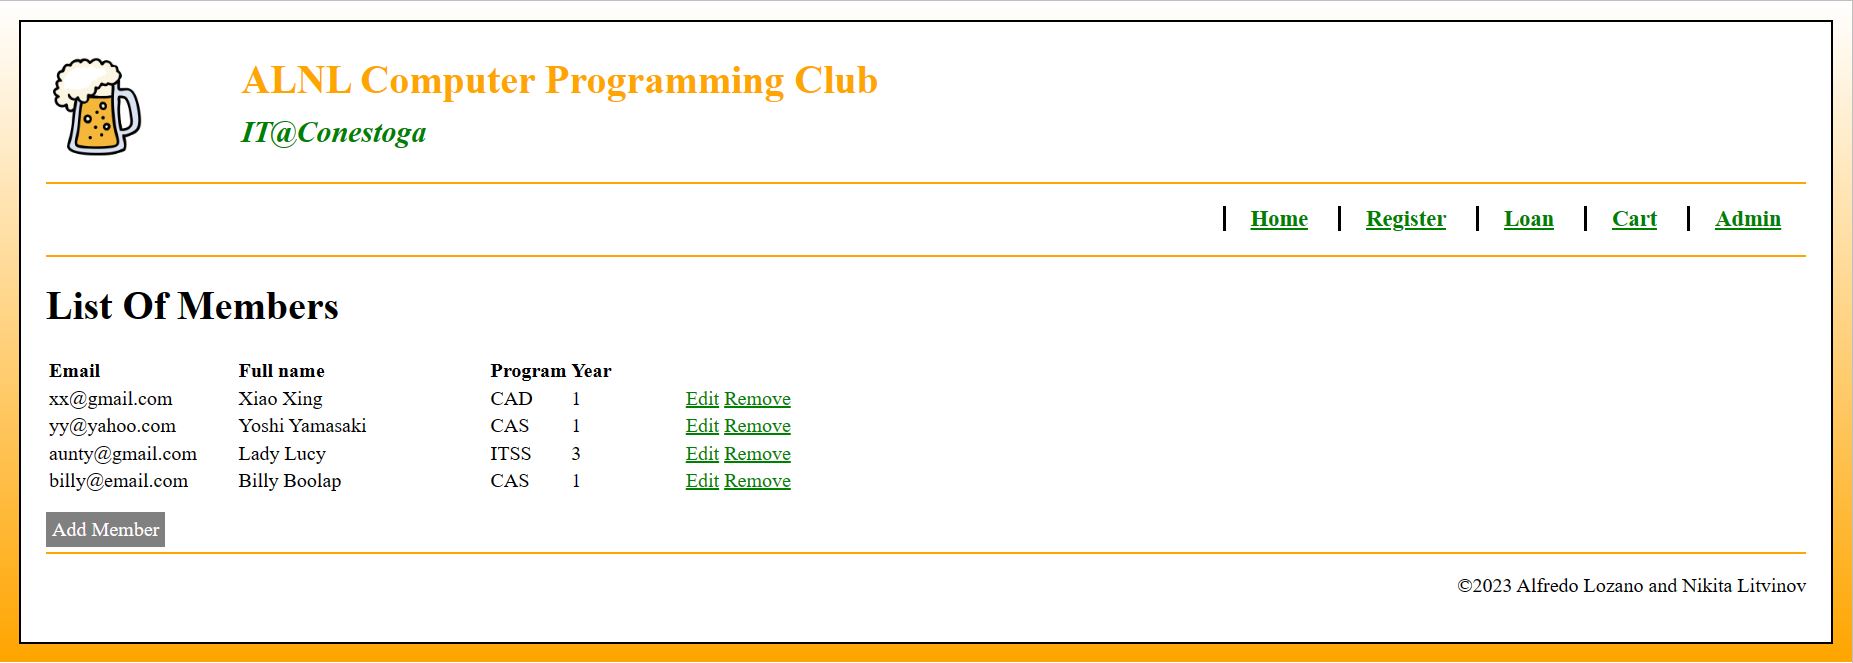 ALNL Computer Programming Club
IT@Conestoga
Home Register Loan Cart Admin
List Of Members
Email Full name Program Year
xx@gmail.com Xiao Xing CAD 1 Edit Remove
yy@yahoo.com Yoshi Yamasaki CAS 1 Edit Remove
aunty@gmail.com Lady Lucy ITSS 3 Edit Remove
billy@email.com Billy Boolap CAS 1 Edit Remove
Add Member
©2023 Alfredo Lozano and Nikita Litvinov